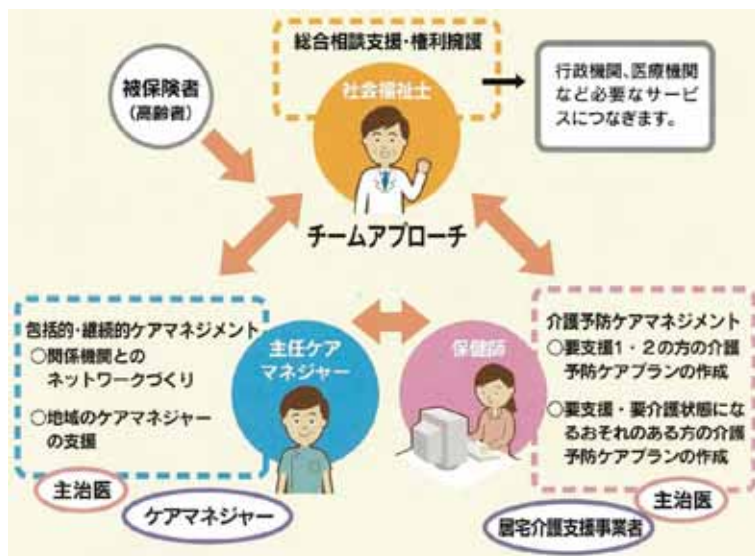 総合相談支援・権利擁護
社会福祉士
被保険者
(高齢者)
行政機関、医療機関
など必要なサービ
スにつなぎます。
チームアプローチ
包括的・継続的ケアマネジメント
○関係機関との
ネットワークづくり
○地域のケアマネジャー
の支援
主任ケア
マネジャー
保健師
介護予防ケアマネジメント
○要支援1・2の方の介護
予防ケアプランの作成
○要支援・要介護状態にな
るおそれのある方の介護
予防ケアプランの作成
主治医
ケアマネジャー
主治医
居宅介護支援事業者